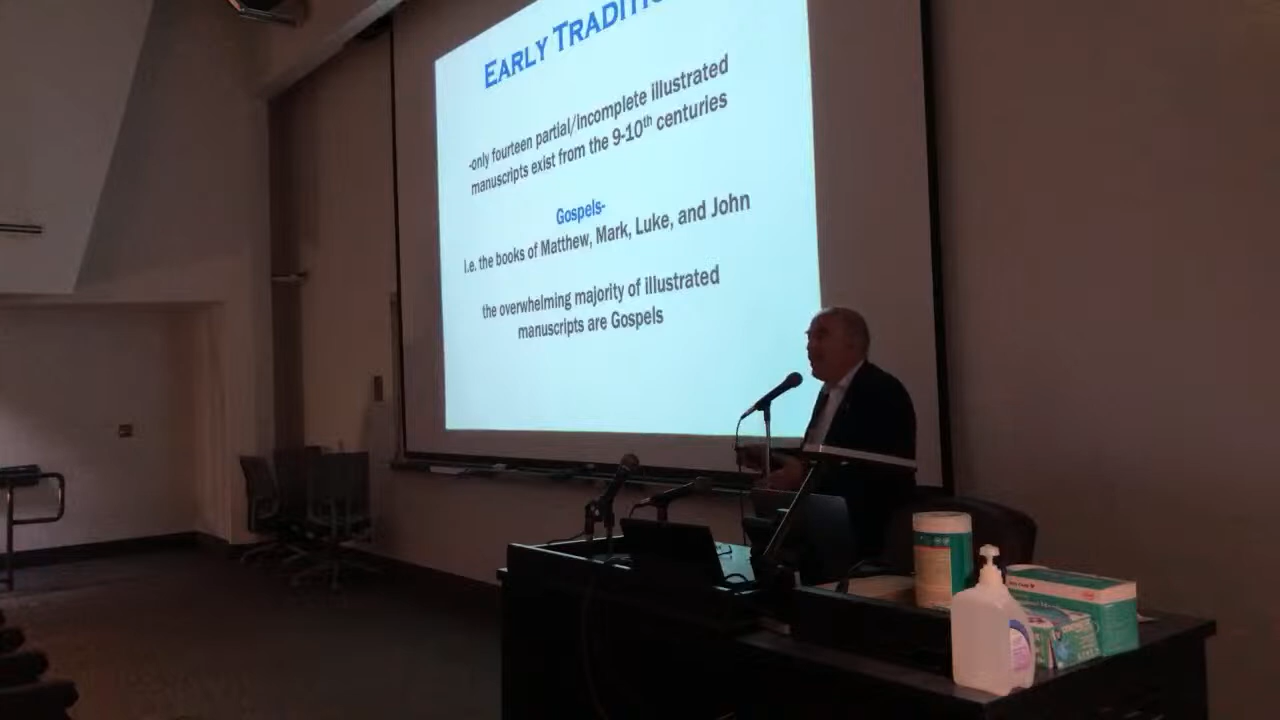 EARLY TRADITIO
-only fourteen partial/incomplete illustrated
manuscripts exist from the 9-10th centuries
Gospels-
i.e. the books of Matthew, Mark, Luke, and John
the overwhelming majority of illustrated
manuscripts are Gospels